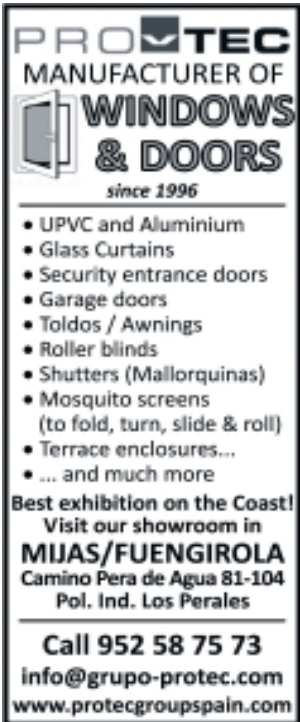 PRO TEC
MANUFACTURER OF
WINDOWS
& DOORS
since 1996
• UPVC and Aluminium
• Glass Curtains
• Security entrance doors
• Garage doors
• Toldos / Awnings
• Roller blinds
• Shutters (Mallorquinas)
• Mosquito screens
(to fold, turn, slide & roll)
• Terrace enclosures...
• ... and much more
Best exhibition on the Coast!
Visit our showroom in
MIJAS/FUENGIROLA
Camino Pera de Agua 81-104
Pol. Ind. Los Perales
Call 952 58 75 73
info@grupo-protec.com
www.protecgroupspain.com